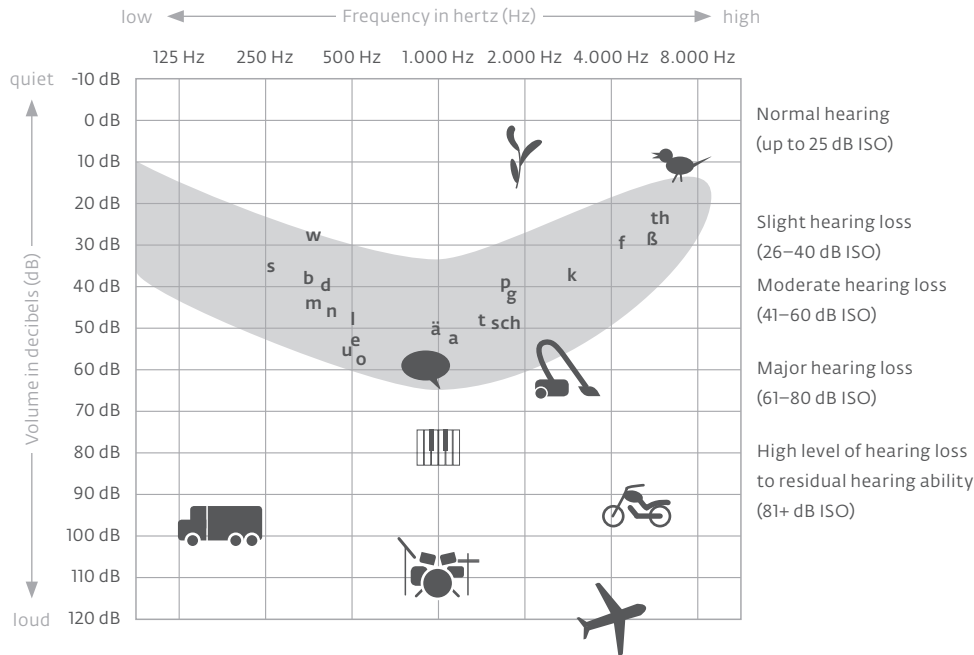 low Frequency in hertz (Hz) high
125 Hz 250 Hz 500 Hz 1.000 Hz 2.000 Hz 4.000 Hz 8.000 Hz
quiet
Volume in decibels (dB)
loud
-10 dB
0 dB
10 dB
20 dB
30 dB
40 dB
50 dB
60 dB
70 dB
80 dB
90 dB
100 dB
110 dB
120 dB
th
w f ß
s k
b d p
m n g
l t sch
ä
e a
u o
Normal hearing
(up to 25 dB ISO)
Slight hearing loss
(26–40 dB ISO)
Moderate hearing loss
(41–60 dB ISO)
Major hearing loss
(61–80 dB ISO)
High level of hearing loss
to residual hearing ability
(81+ dB ISO)